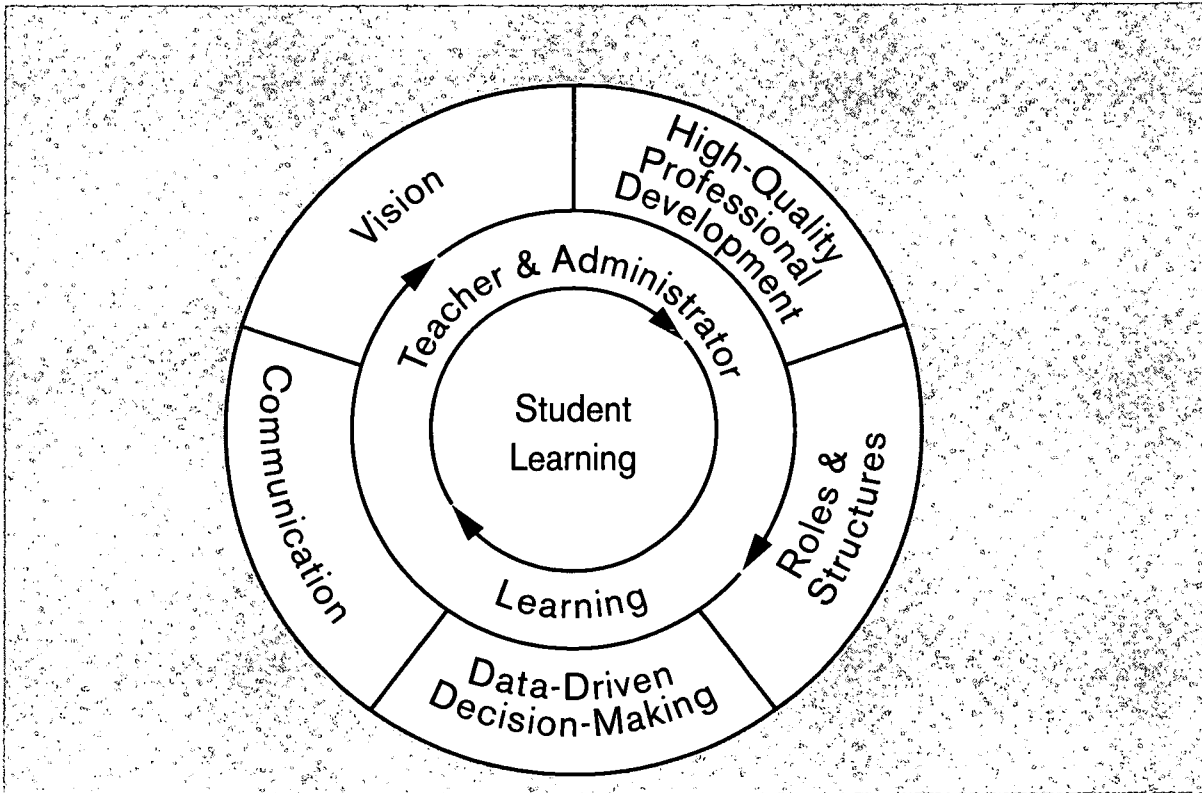 Vision
High-Quality
Professional
Development
Teacher & Administrator
Student
Learning
Learning
Communication
Roles &
Structures
Data-Driven
Decision-Making